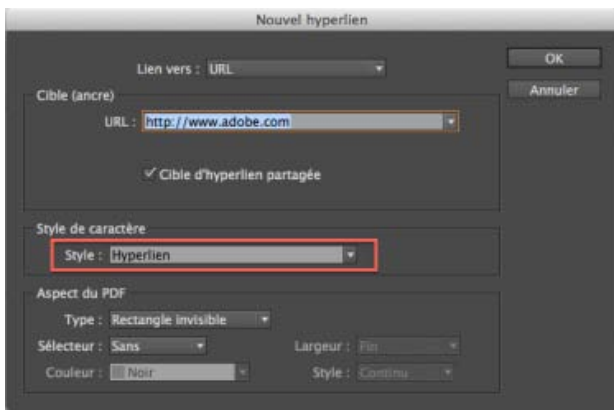 Nouvel hyperlien
Lien vers : URL
OK
Annuler
Cible (ancre)
URL : http://www.adobe.com
Cible d'hyperlien partagée
Style de caractère
Style : Hyperlien
Aspect du PDF
Type : Rectangle invisible
Sélecteur : Sans
Largeur : Fin
Couleur : Noir
Style : Continu